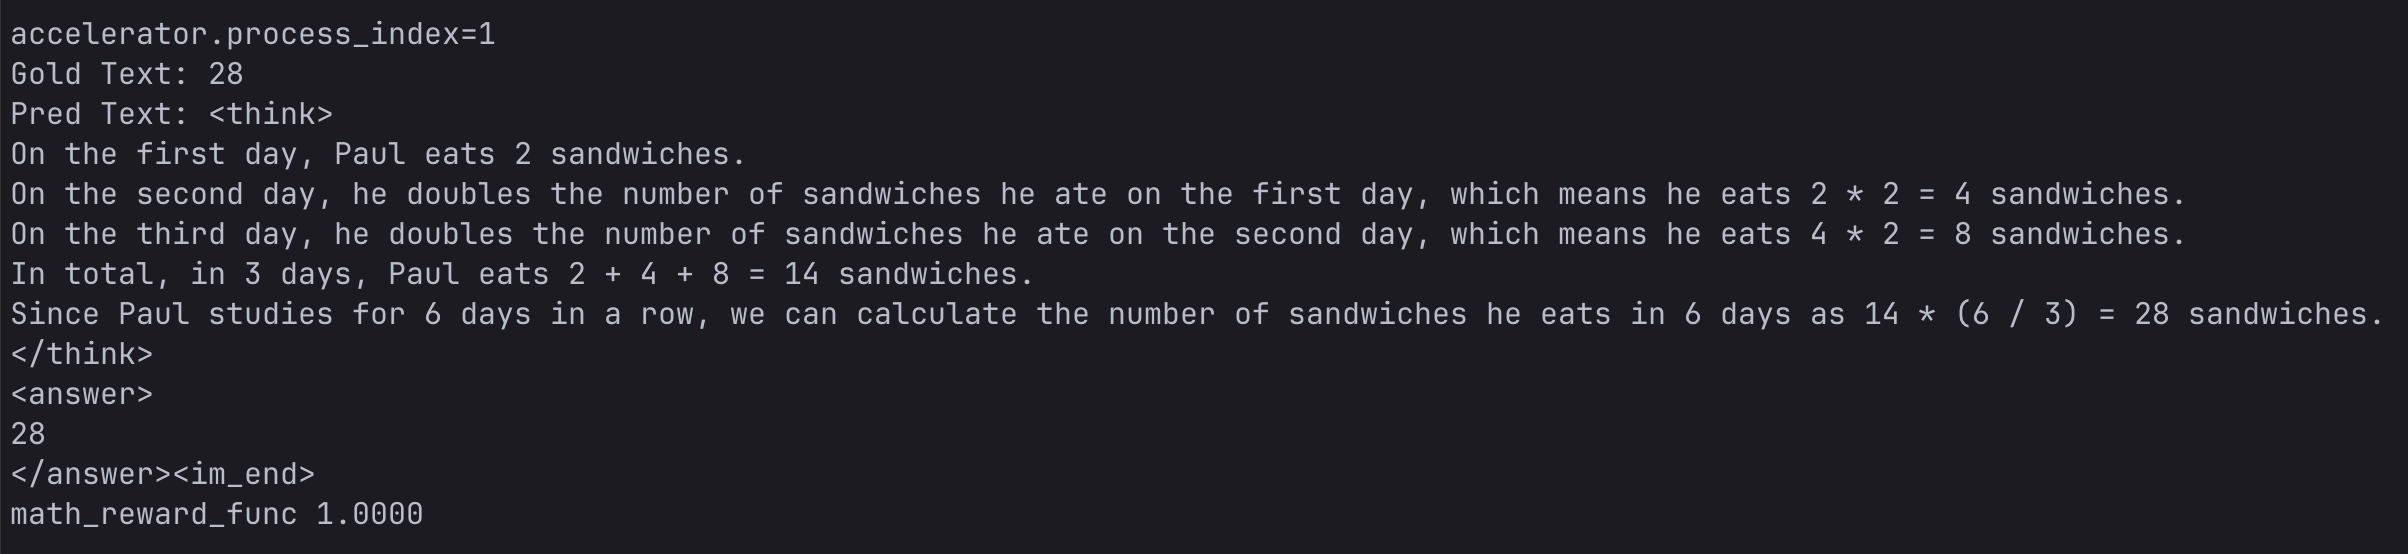 accelerator.process_index=1
Gold Text: 28
Pred Text: <think>
On the first day, Paul eats 2 sandwiches.
On the second day, he doubles the number of sandwiches he ate on the first day, which means he eats 2 * 2 = 4 sandwiches.
On the third day, he doubles the number of sandwiches he ate on the second day, which means he eats 4 * 2 = 8 sandwiches.
In total, in 3 days, Paul eats 2 + 4 + 8 = 14 sandwiches.
Since Paul studies for 6 days in a row, we can calculate the number of sandwiches he eats in 6 days as 14 * (6 / 3) = 28 sandwiches.
</think>
<answer>
28
</answer><im_end>
math_reward_func 1.0000